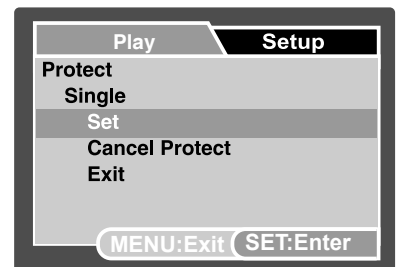 Play Setup
Protect
Single
Set
Cancel Protect
Exit
MENU:Exit SET:Enter